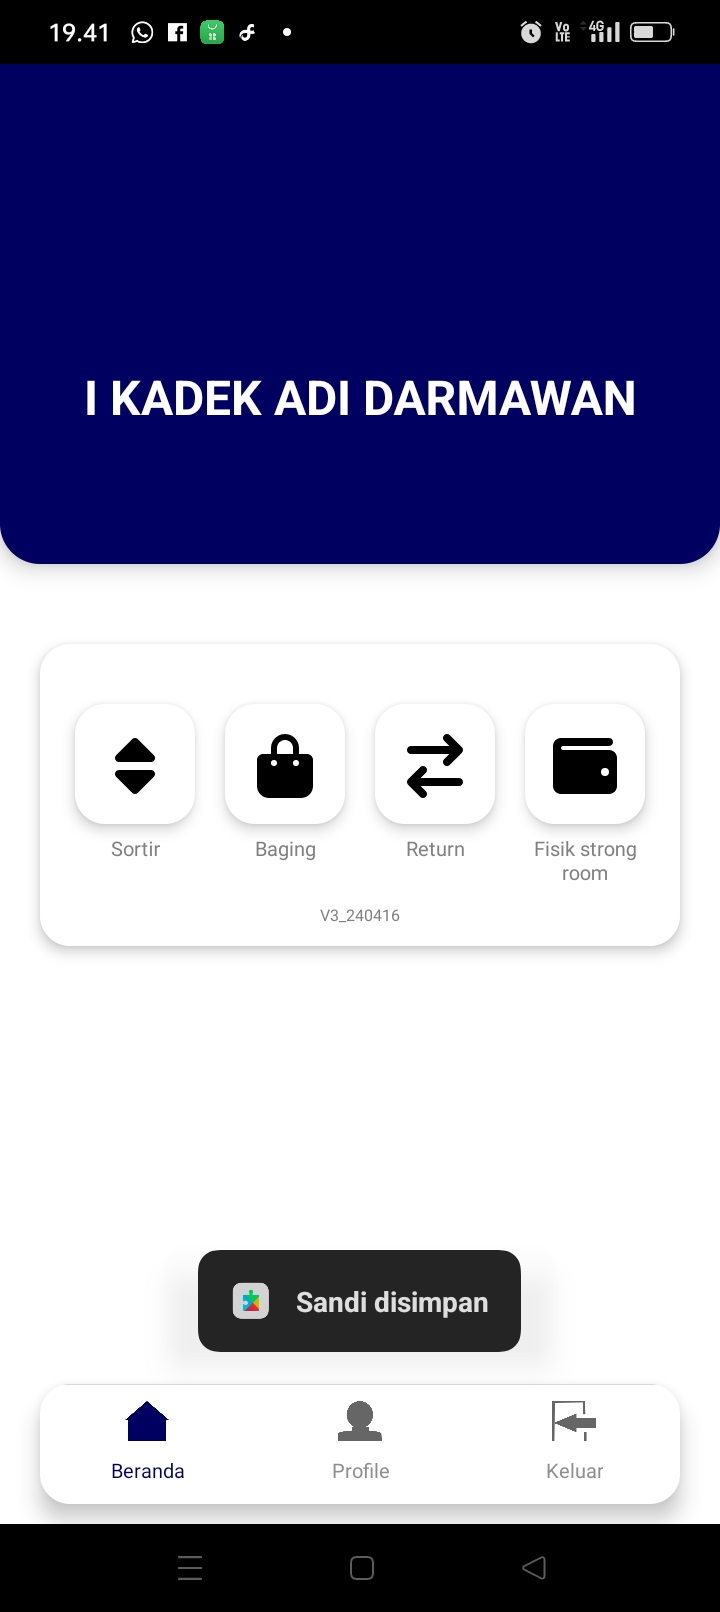 19.41
Vo
LTE
4G
I KADEK ADI DARMAWAN
Sortir
Baging
Return
Fisik strong
room
V3_240416
Sandi disimpan
Beranda
Profile
Keluar